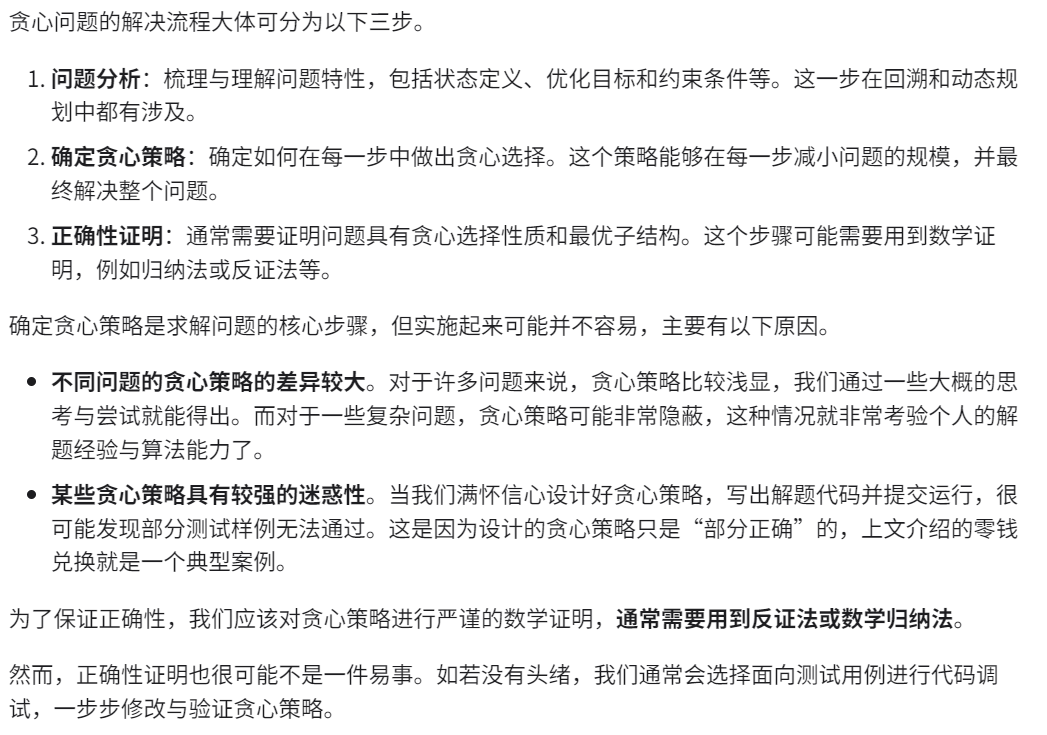 贪心问题的解决流程大体可分为以下三步。
1. 问题分析：梳理与理解问题特性，包括状态定义、优化目标和约束条件等。这一步在回溯和动态规
划中都有涉及。
2. 确定贪心策略：确定如何在每一步中做出贪心选择。这个策略能够在每一步减小问题的规模，并最
终解决整个问题。
3. 正确性证明：通常需要证明问题具有贪心选择性质和最优子结构。这个步骤可能需要用到数学证
明，例如归纳法或反证法等。
确定贪心策略是求解问题的核心步骤，但实施起来可能并不容易，主要有以下原因。
• 不同问题的贪心策略的差异较大。对于许多问题来说，贪心策略比较浅显，我们通过一些大概的思
考与尝试就能得出。而对于一些复杂问题，贪心策略可能非常隐蔽，这种情况就非常考验个人的解
题经验与算法能力了。
• 某些贪心策略具有较强的迷惑性。当我们满怀信心设计好贪心策略，写出解题代码并提交运行，很
可能发现部分测试样例无法通过。这是因为设计的贪心策略只是“部分正确”的，上文介绍的零钱
兑换就是一个典型案例。
为了保证正确性，我们应该对贪心策略进行严谨的数学证明，通常需要用到反证法或数学归纳法。
然而，正确性证明也很可能不是一件易事。如若没有头绪，我们通常会选择面向测试用例进行代码调
试，一步步修改与验证贪心策略。